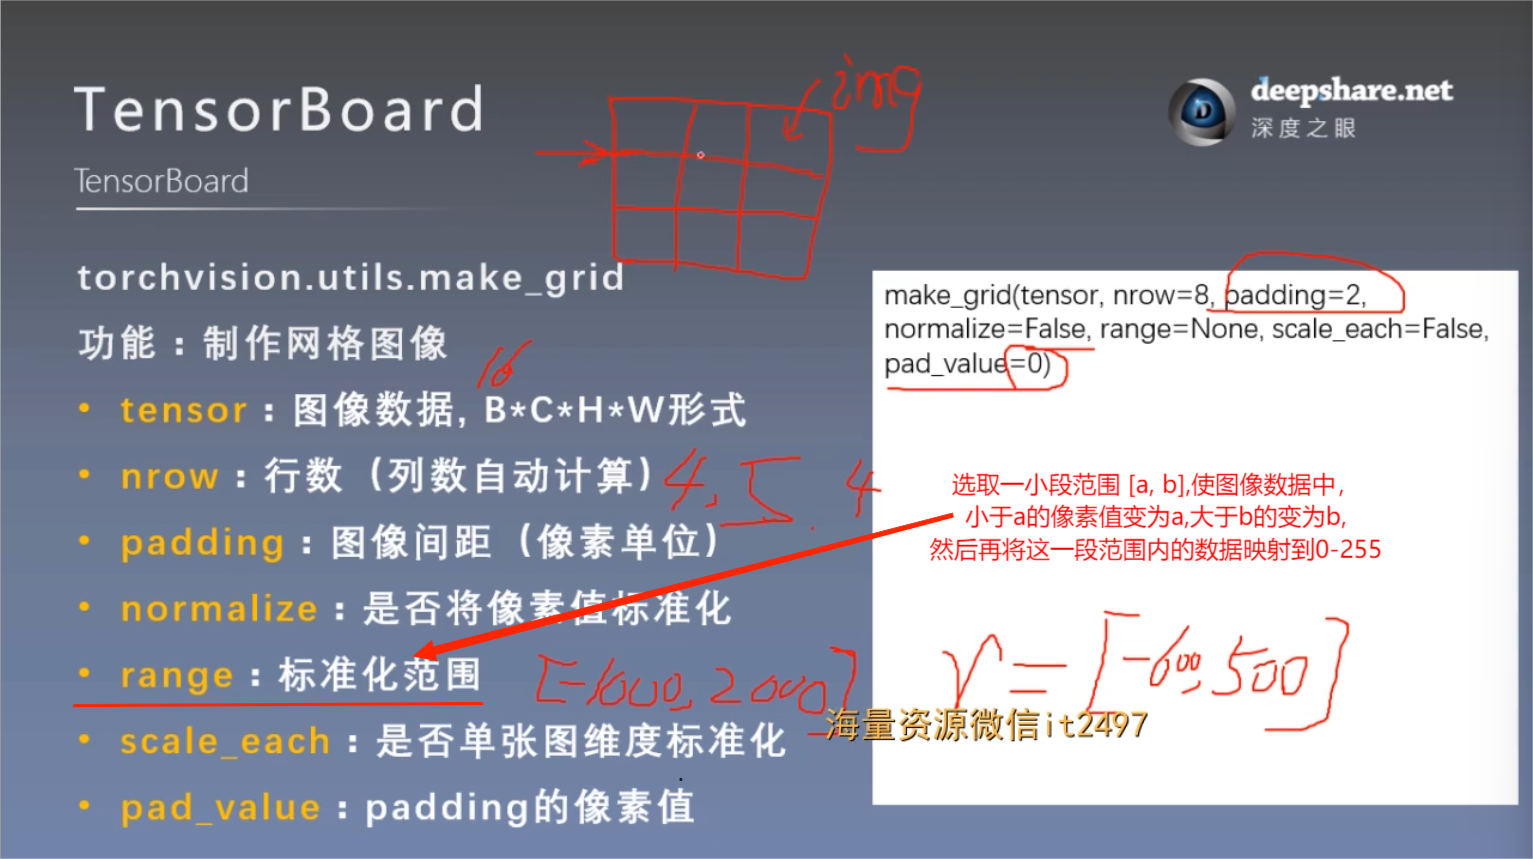 TensorBoard
TensorBoard
deepshare.net
深度之眼
img
torchvision.utils.make_grid
功能：制作网格图像
16
• tensor：图像数据, B*C*H*W形式
• nrow：行数（列数自动计算）
4, 5 . 4
• padding：图像间距（像素单位）
• normalize：是否将像素值标准化
• range：标准化范围
[-1000, 2000]
• scale_each：是否单张图维度标准化
• pad_value：padding的像素值
make_grid(tensor, nrow=8, padding=2,
normalize=False, range=None, scale_each=False,
pad_value=0)
选取一小段范围 [a, b],使图像数据中,
小于a的像素值变为a,大于b的变为b,
然后再将这一段范围内的数据映射到0-255
r=[-600, 500]
海量资源微信it2497